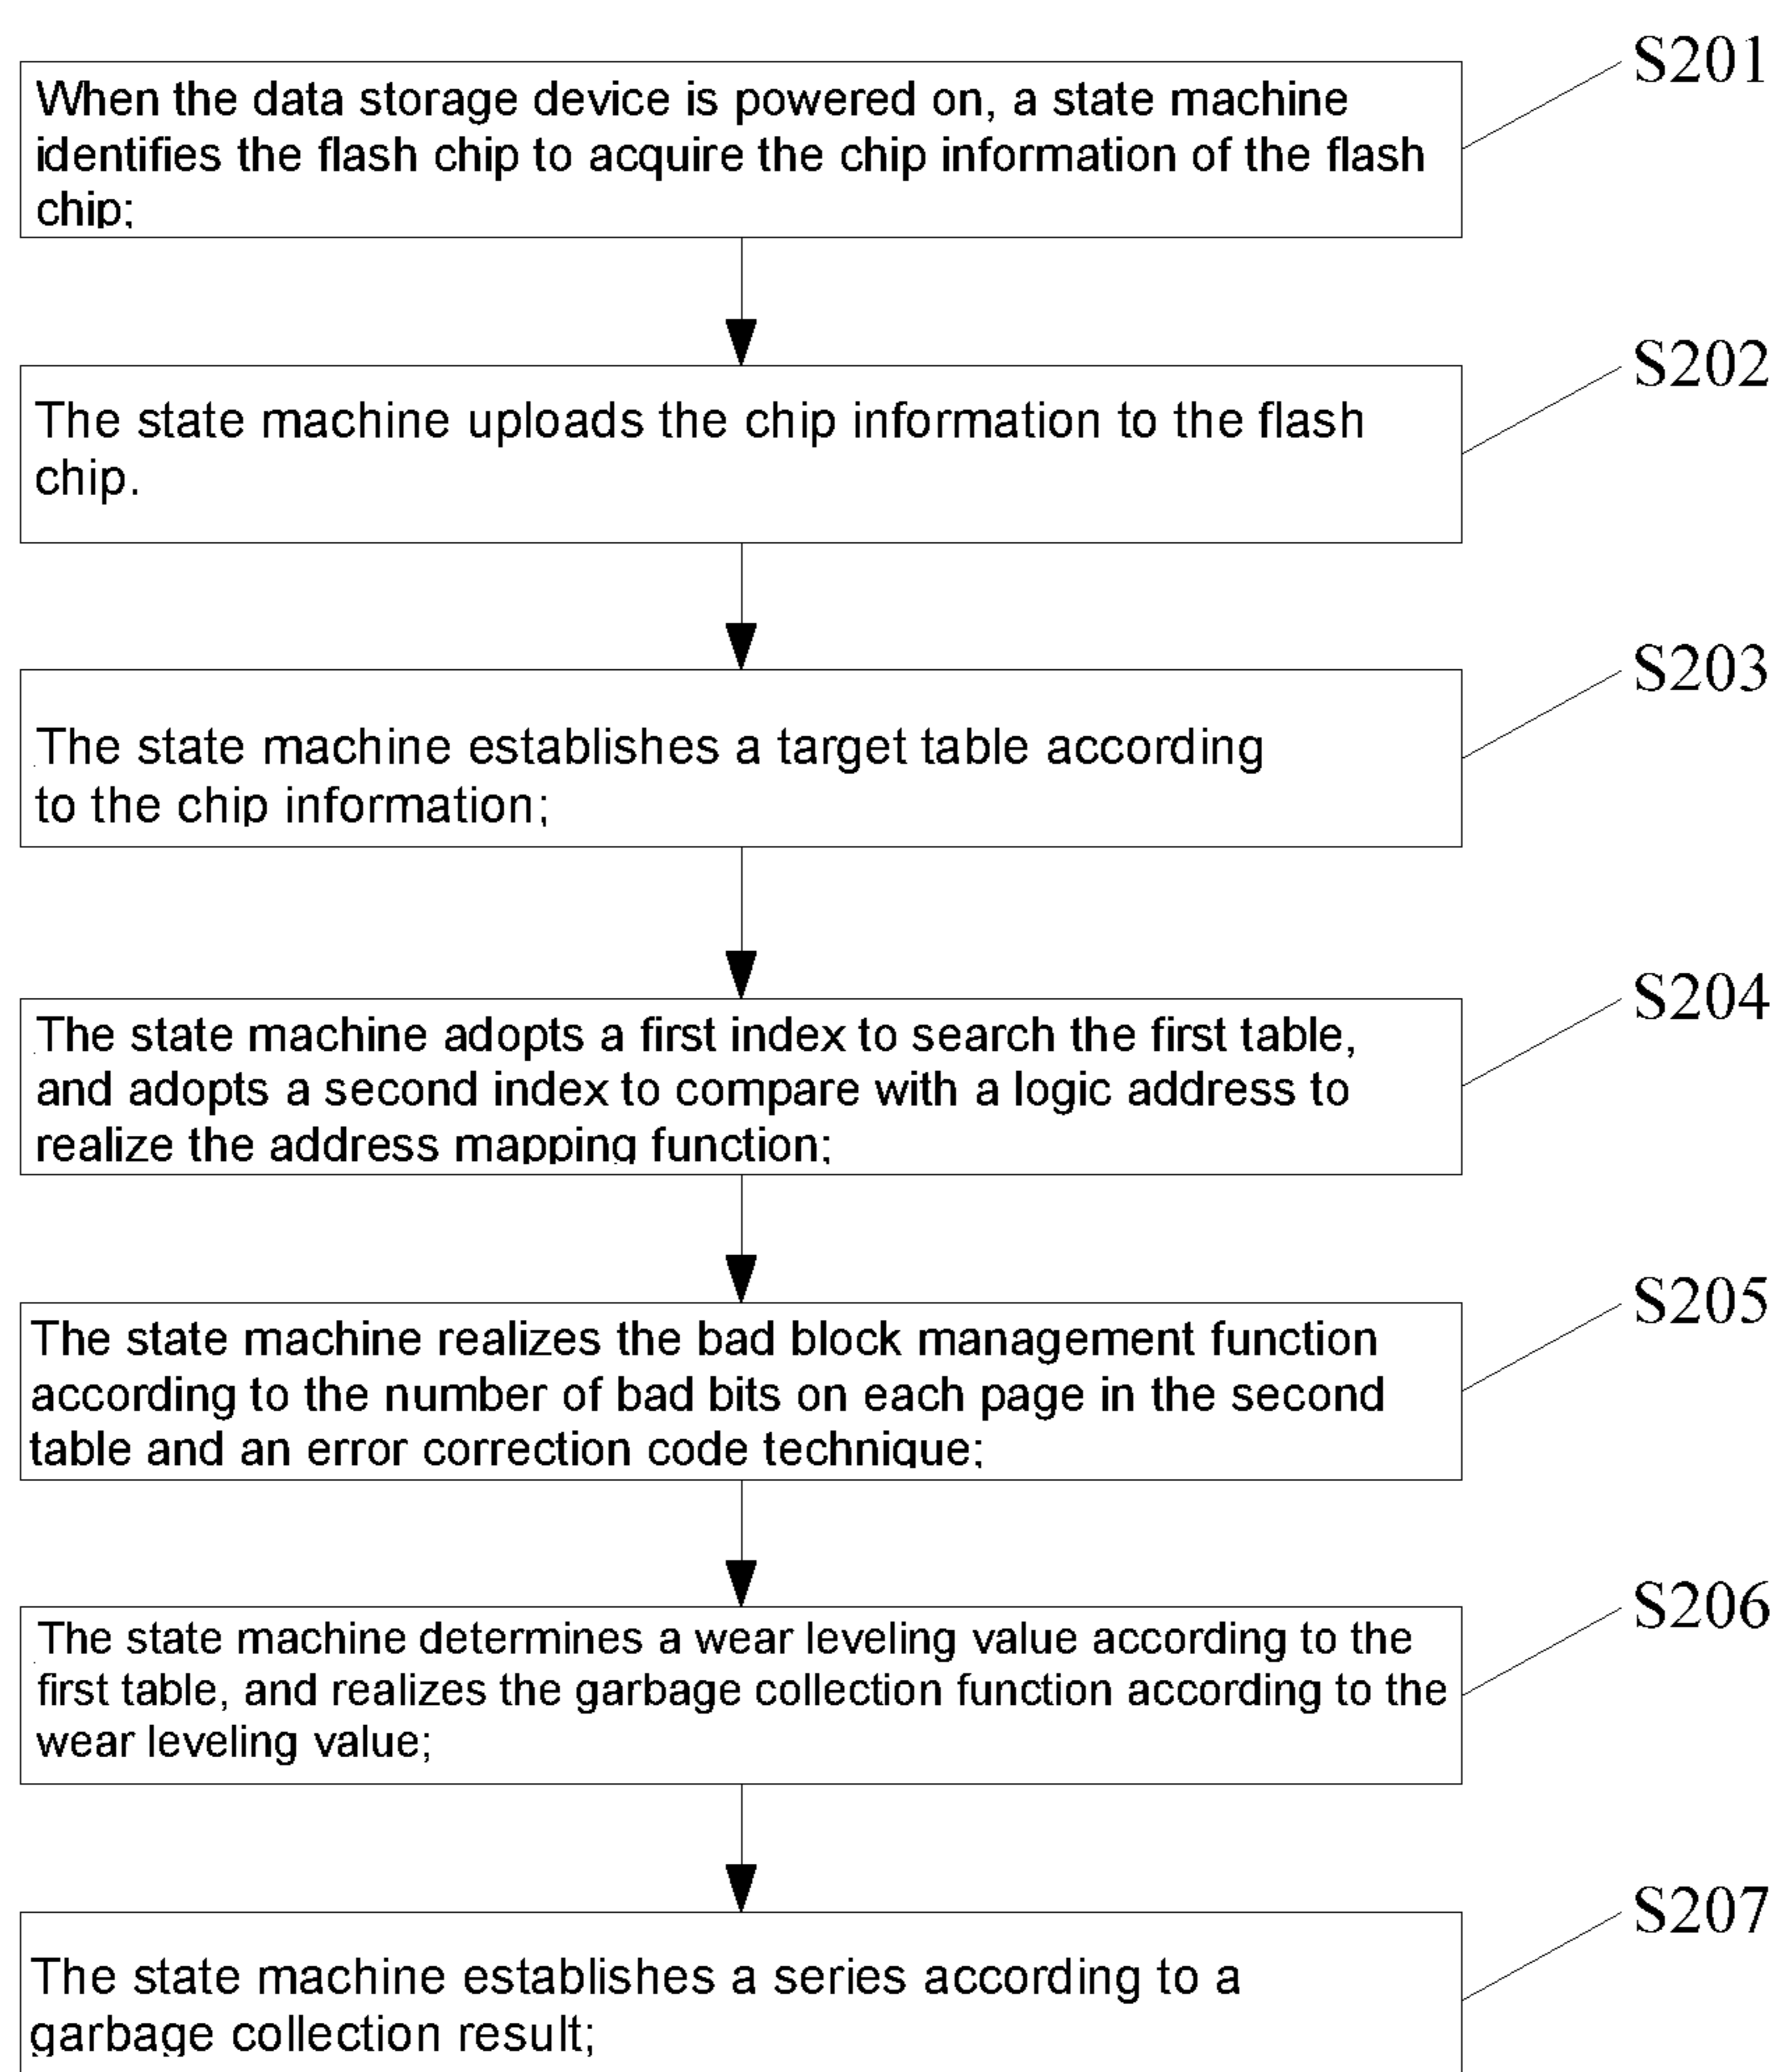 S201
When the data storage device is powered on, a state machine
identifies the flash chip to acquire the chip information of the flash
chip;
S202
The state machine uploads the chip information to the flash
chip.
S203
The state machine establishes a target table according
to the chip information;
S204
The state machine adopts a first index to search the first table,
and adopts a second index to compare with a logic address to
realize the address mapping function;
S205
The state machine realizes the bad block management function
according to the number of bad bits on each page in the second
table and an error correction code technique;
S206
The state machine determines a wear leveling value according to the
first table, and realizes the garbage collection function according to the
wear leveling value;
S207
The state machine establishes a series according to a
garbage collection result;